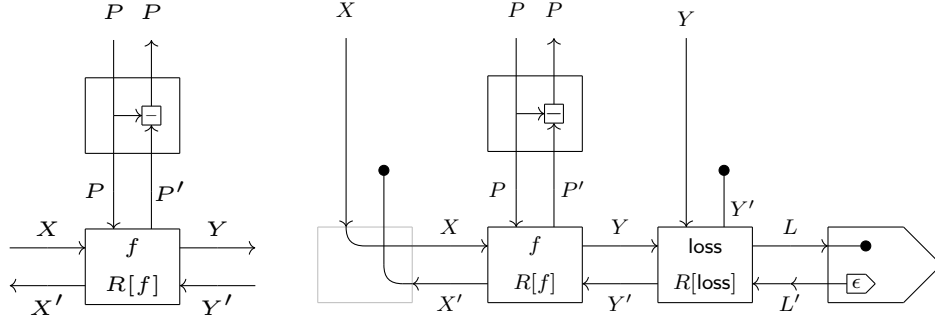 P P
P P′
X Y
f
R[f]
X′ Y′
X P P Y
−
P P′
Y′
X Y L
f loss
R[f] R[loss] ϵ
X′ Y′ L′